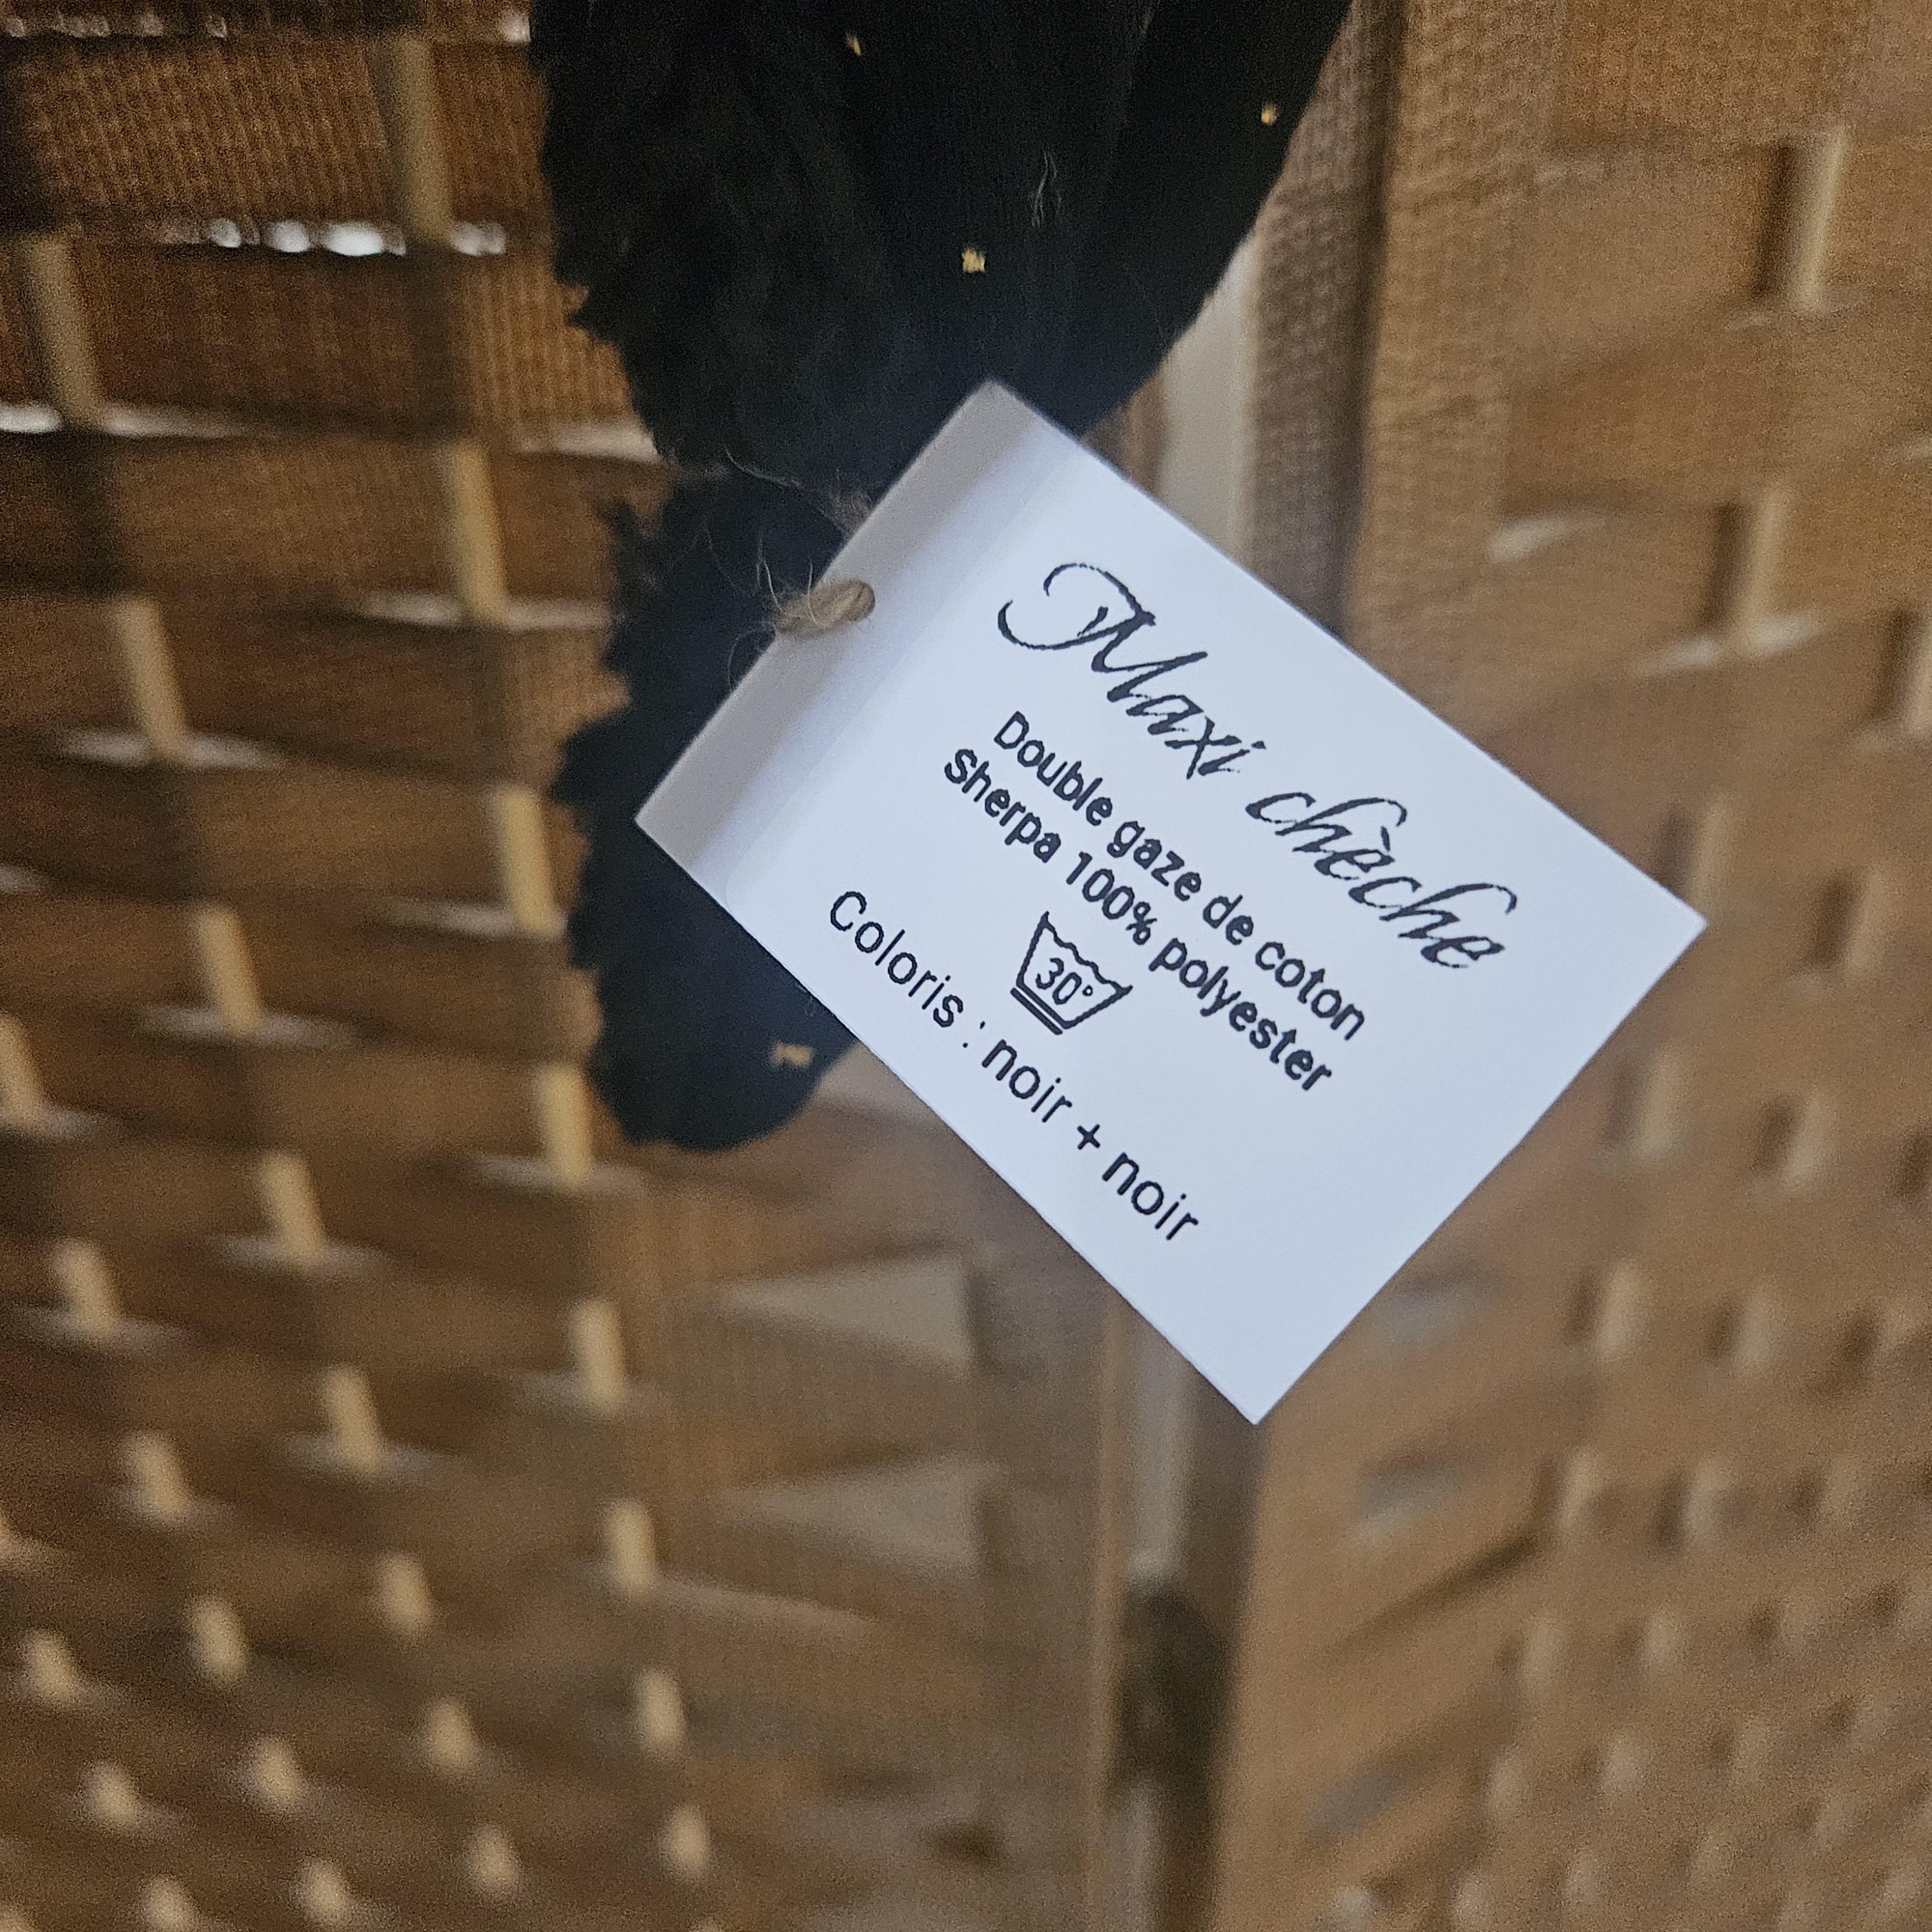 Maxi chèche
Double gaze de coton
Sherpa 100% polyester
30°
Coloris : noir + noir